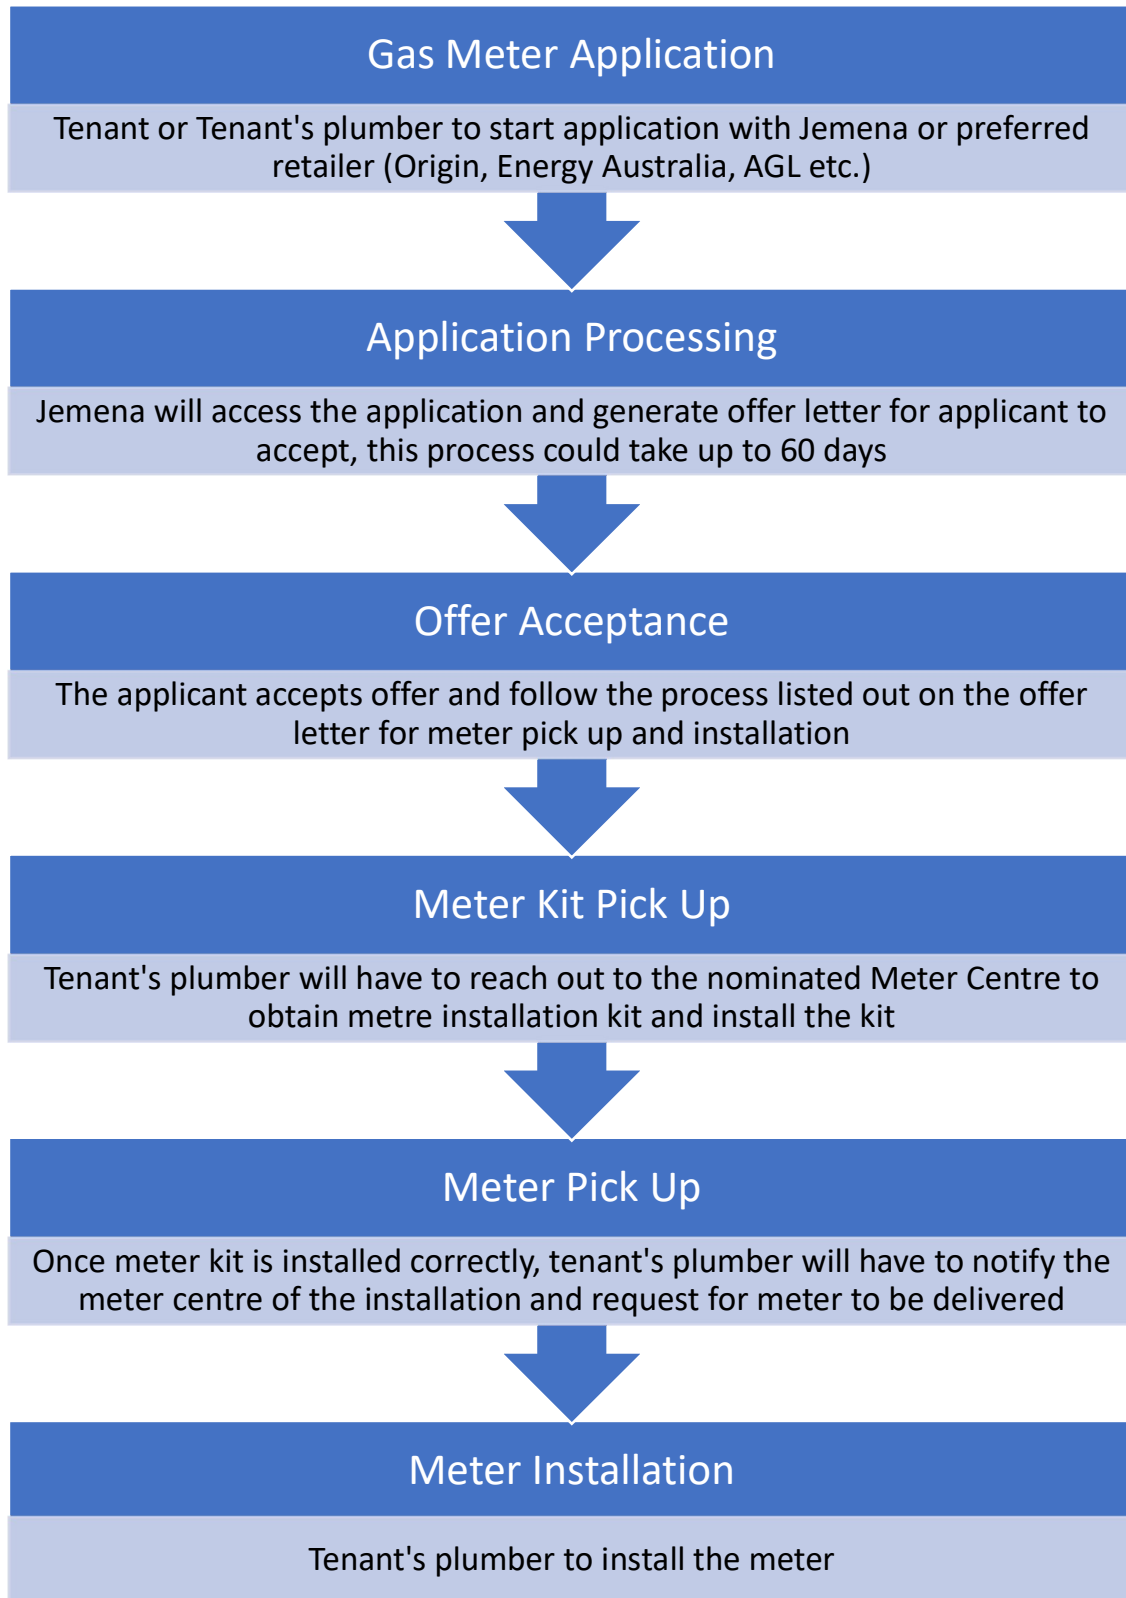 Gas Meter Application
Tenant or Tenant's plumber to start application with Jemena or preferred
retailer (Origin, Energy Australia, AGL etc.)
Application Processing
Jemena will access the application and generate offer letter for applicant to
accept, this process could take up to 60 days
Offer Acceptance
The applicant accepts offer and follow the process listed out on the offer
letter for meter pick up and installation
Meter Kit Pick Up
Tenant's plumber will have to reach out to the nominated Meter Centre to
obtain metre installation kit and install the kit
Meter Pick Up
Once meter kit is installed correctly, tenant's plumber will have to notify the
meter centre of the installation and request for meter to be delivered
Meter Installation
Tenant's plumber to install the meter